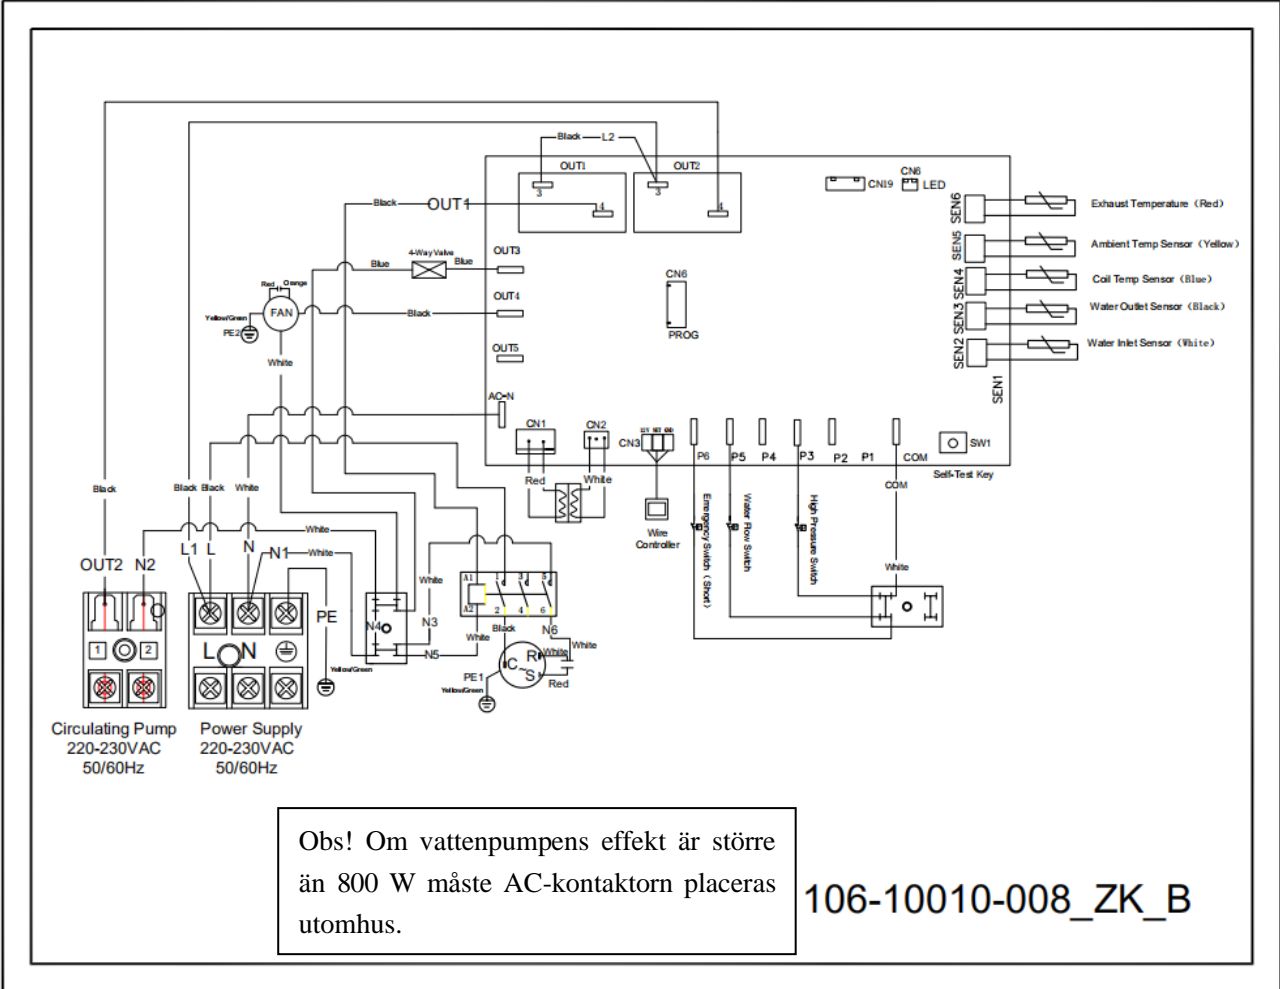 Black L2
OUT1 OUT2
3 3
4 4
CN19
CN6
LED
SEN6 Exhaust Temperature (Red)
SEN5 Ambient Temp Sensor (Yellow)
SEN4 Coil Temp Sensor (Blue)
SEN3 Water Outlet Sensor (Black)
SEN2 Water Inlet Sensor (White)
SEN1
Black OUT1
4-Way Valve
Blue Blue
OUT3
OUT4
OUT5
CN6
PROG
Red Orange
FAN
Yellow/Green
PE2
Black
White
AC-N
CN1 CN2
CN3 12V NET GND
P6 P5 P4 P3 P2 P1 COM
SW1
Self-Test Key
COM
Red White
Wire
Controller
Emergency Switch (Short)
Water Flow Switch
High Pressure Switch
White
Black Black Black White
White
OUT2 N2 L1 L N N1 White
PE
Yellow/Green
N4
White
N3
N5
A1 1 3 5
A2 2 4 6
White
Black
N6
White
C R S ~
White
Red
PE1
Yellow/Green
1 2
L N
Circulating Pump
220-230VAC
50/60Hz
Power Supply
220-230VAC
50/60Hz
Obs! Om vattenpumpens effekt är större
än 800 W måste AC-kontaktorn placeras
utomhus.
106-10010-008_ZK_B